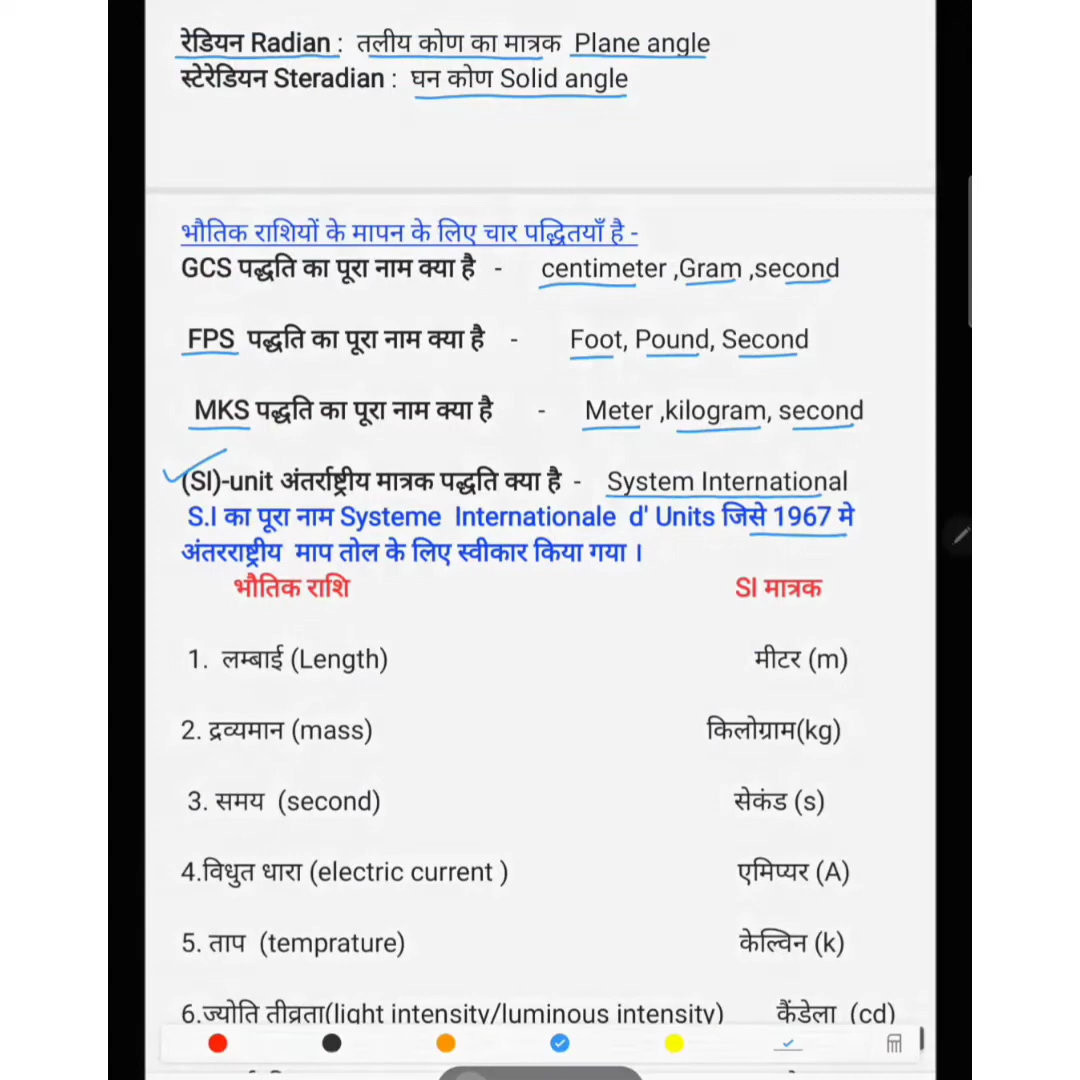 रेडियन Radian : तलीय कोण का मात्रक Plane angle
स्टेरेडियन Steradian : घन कोण Solid angle
भौतिक राशियों के मापन के लिए चार पद्धितयाँ है -
GCS पद्धति का पूरा नाम क्या है - centimeter ,Gram ,second
FPS पद्धति का पूरा नाम क्या है - Foot, Pound, Second
MKS पद्धति का पूरा नाम क्या है - Meter ,kilogram, second
(SI)-unit अंतर्राष्ट्रीय मात्रक पद्धति क्या है - System International
S.I का पूरा नाम Systeme Internationale d' Units जिसे 1967 मे
अंतरराष्ट्रीय माप तोल के लिए स्वीकार किया गया ।
भौतिक राशि SI मात्रक
1. लम्बाई (Length) मीटर (m)
2. द्रव्यमान (mass) किलोग्राम(kg)
3. समय (second) सेकंड (s)
4.विधुत धारा (electric current ) एमिप्यर (A)
5. ताप (temprature) केल्विन (k)
6.ज्योति तीव्रता(light intensity/luminous intensity) कैंडेला (cd)